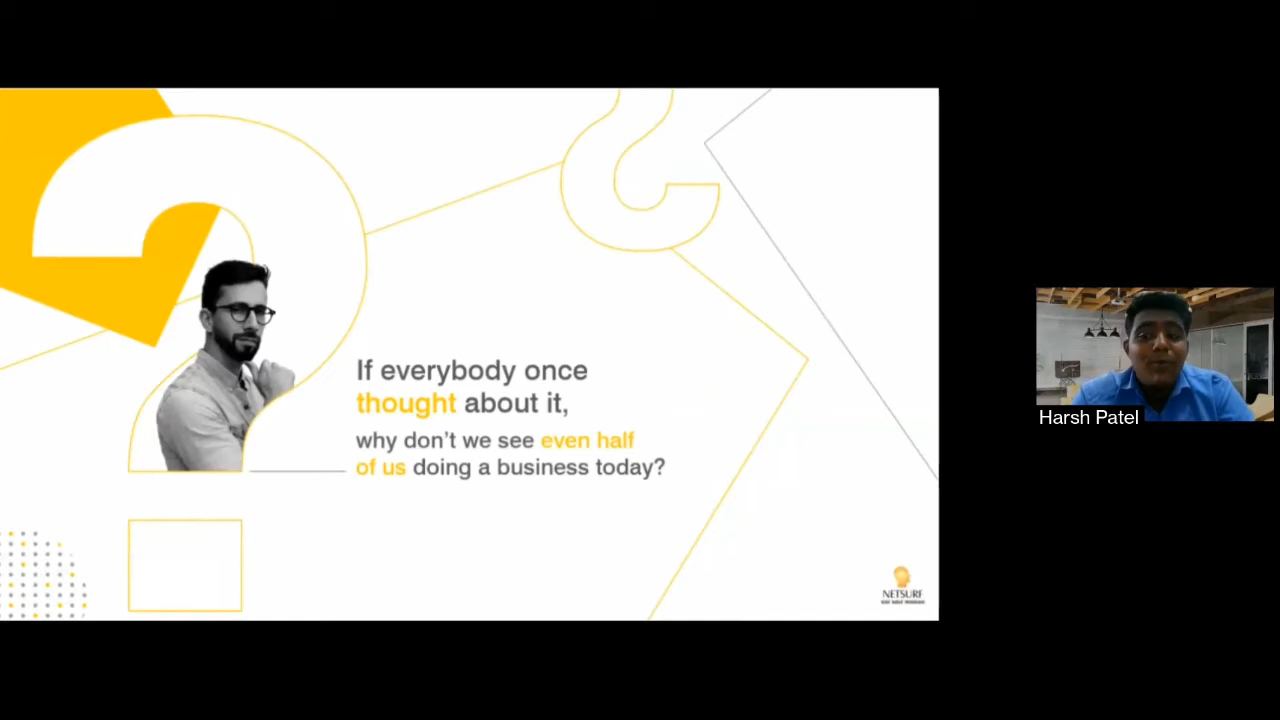 If everybody once
thought about it,
why don't we see even half
of us doing a business today?
Harsh Patel
NETSURF